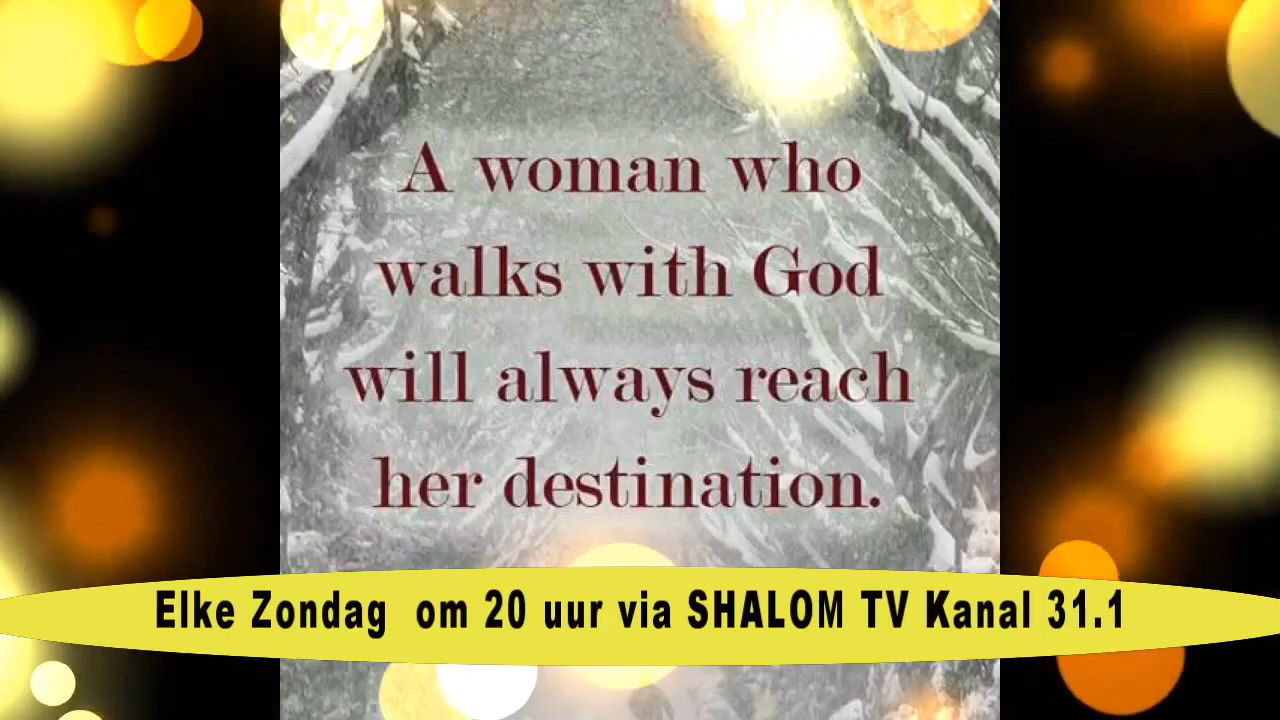 A woman who
walks with God
will always reach
her destination.
Elke Zondag om 20 uur via SHALOM TV Kanal 31.1